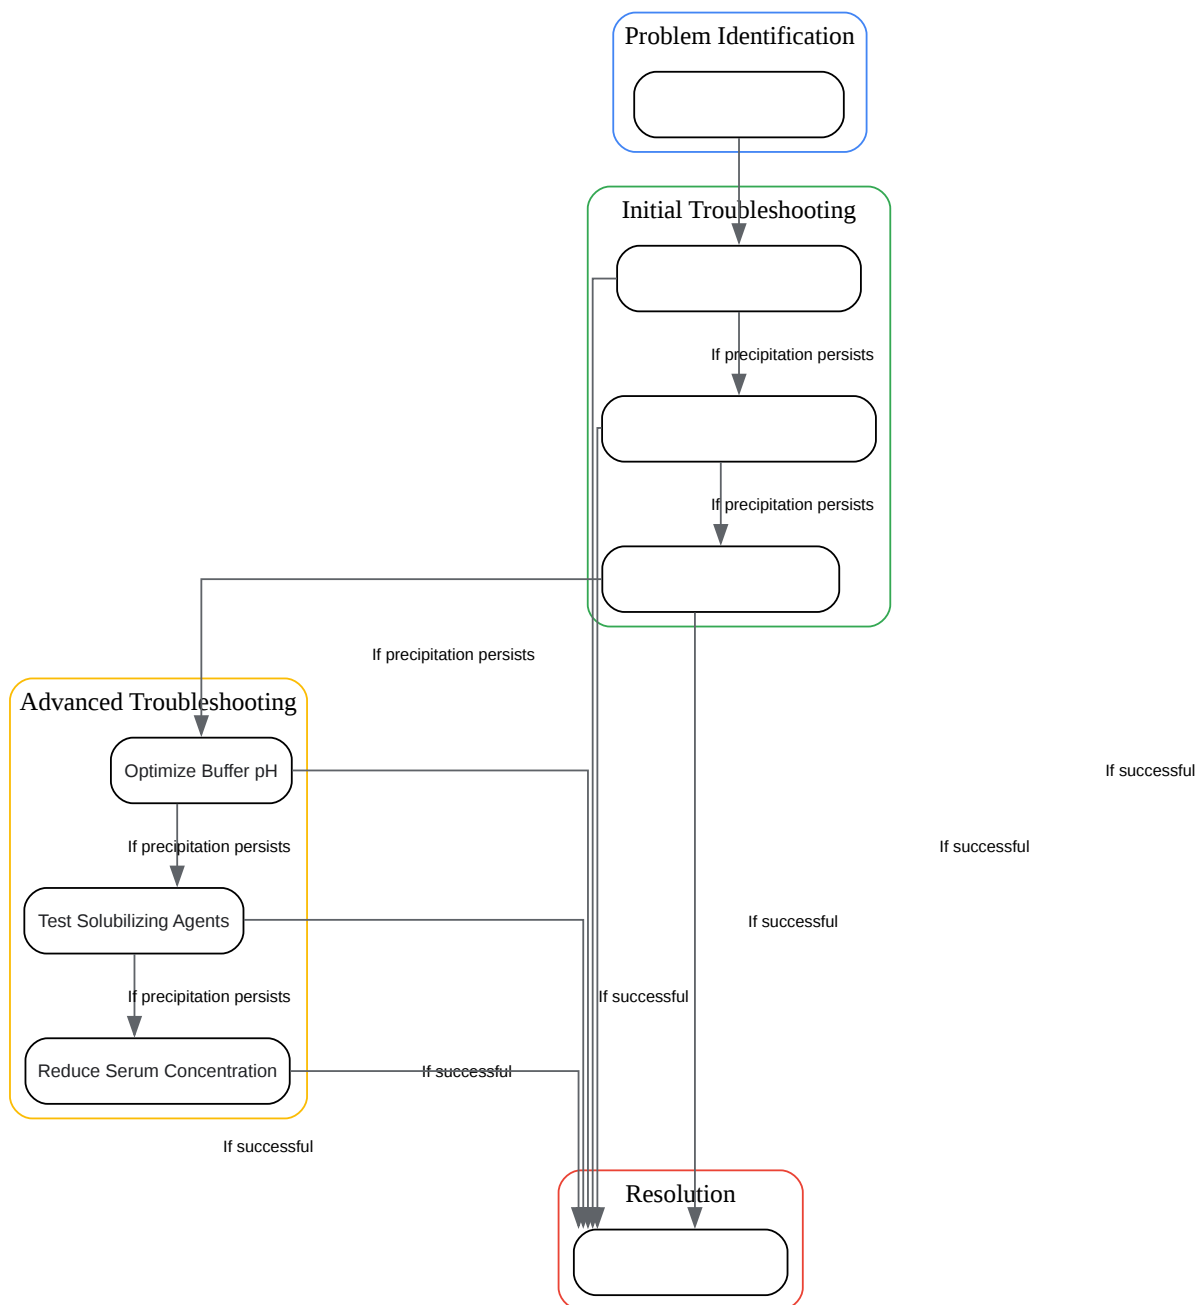 Problem Identification
Initial Troubleshooting
If precipitation persists
If precipitation persists
If precipitation persists
Advanced Troubleshooting
Optimize Buffer pH
If successful
If precipitation persists
If successful
Test Solubilizing Agents
If successful
If precipitation persists
If successful
Reduce Serum Concentration
If successful
If successful
Resolution